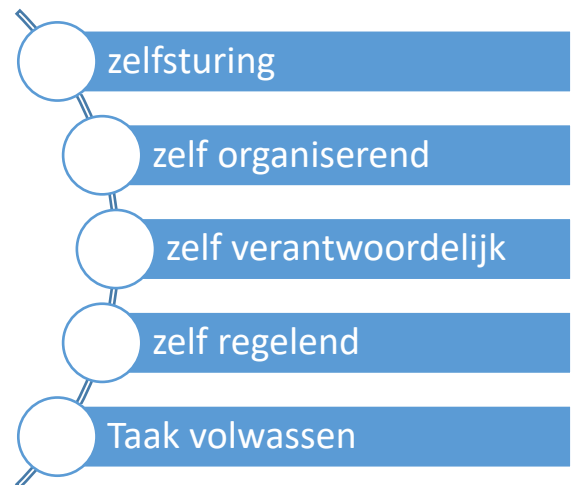 zelfsturing
zelf organiserend
zelf verantwoordelijk
zelf regelend
Taak volwassen